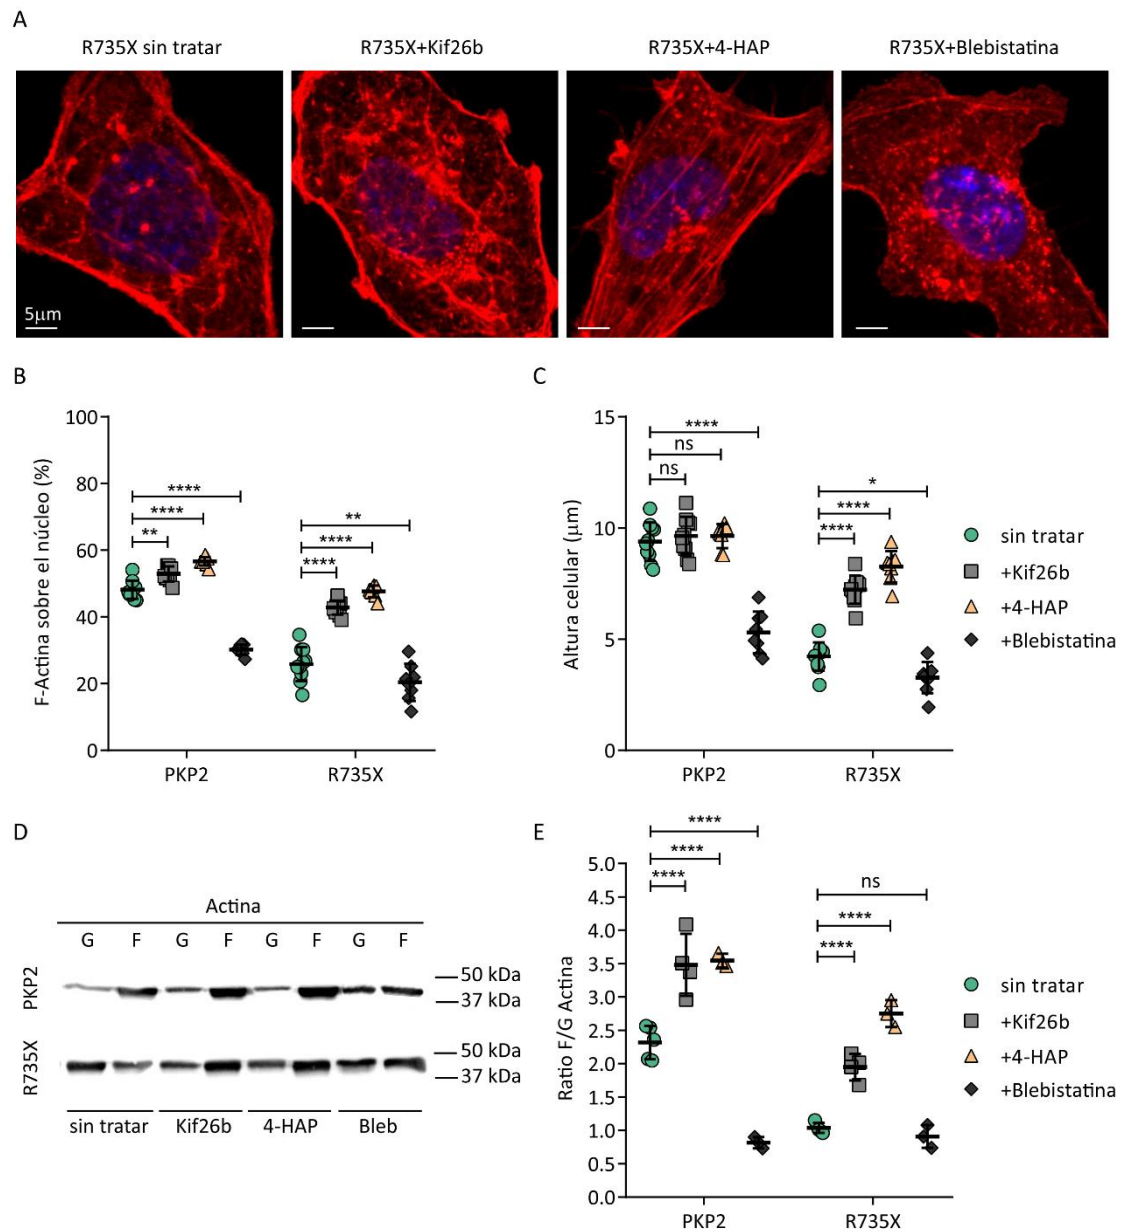 A
R735X sin tratar
R735X+Kif26b
R735X+4-HAP
R735X+Blebistatina
5μm
B
F-Actina sobre el núcleo (%)
100
80
60
40
20
0
****
****
**
**
****
****
PKP2
R735X
C
Altura celular (μm)
15
10
5
0
****
ns
ns
*
****
****
PKP2
R735X
sin tratar
+Kif26b
+4-HAP
+Blebistatina
D
Actina
G F G F G F G F
PKP2
50 kDa
37 kDa
R735X
50 kDa
37 kDa
sin tratar Kif26b 4-HAP Bleb
E
Ratio F/G Actina
5.0
4.5
4.0
3.5
3.0
2.5
2.0
1.5
1.0
0.5
0.0
****
****
****
ns
****
****
PKP2
R735X
sin tratar
+Kif26b
+4-HAP
+Blebistatina